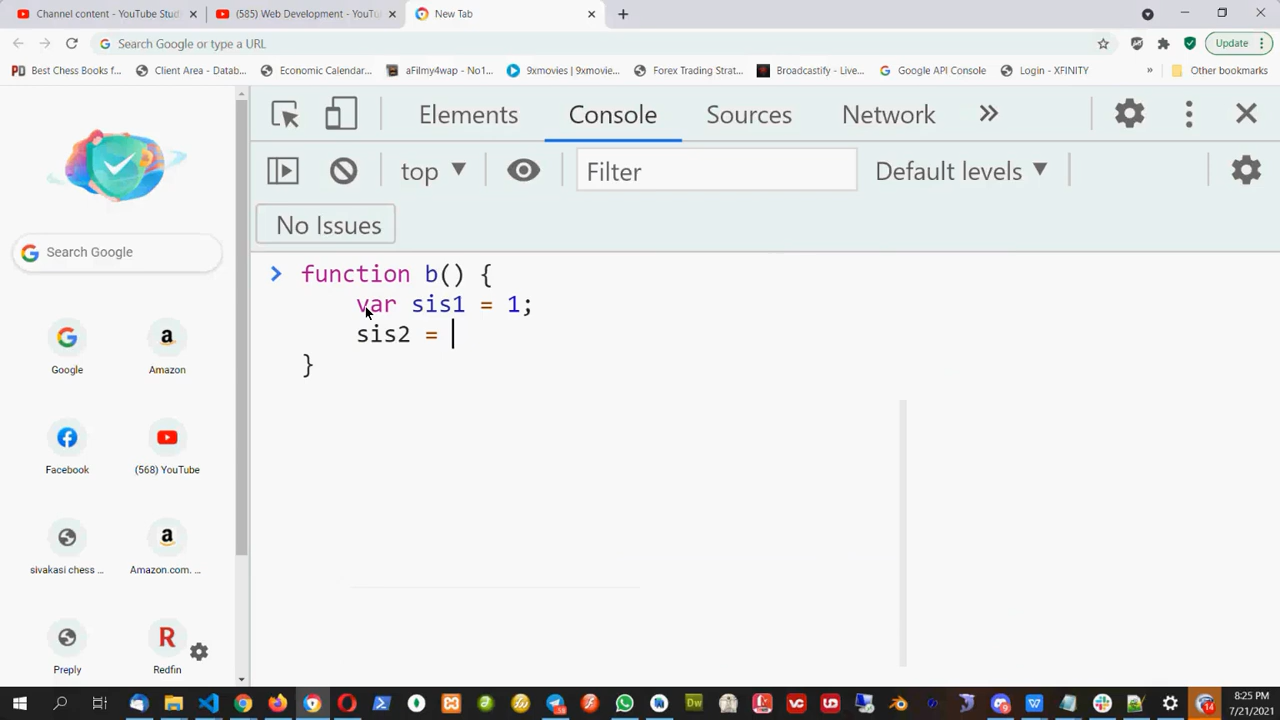 Channel content - YouTube Stud
(585) Web Development - YouTu
New Tab
Search Google or type a URL
Update
Best Chess Books f...
Client Area - Datab...
Economic Calendar...
aFilmy4wap - No1...
9xmovies | 9xmovie...
Forex Trading Strat...
Broadcastify - Live...
Google API Console
Login - XFINITY
»
Other bookmarks
Elements
Console
Sources
Network
top
Filter
Default levels
No Issues
Search Google
function b() {
var sis1 = 1;
sis2 =
}
Google
Amazon
Facebook
(568) YouTube
sivakasi chess ...
Amazon.com. ...
Preply
Redfin
8:25 PM
7/21/2021